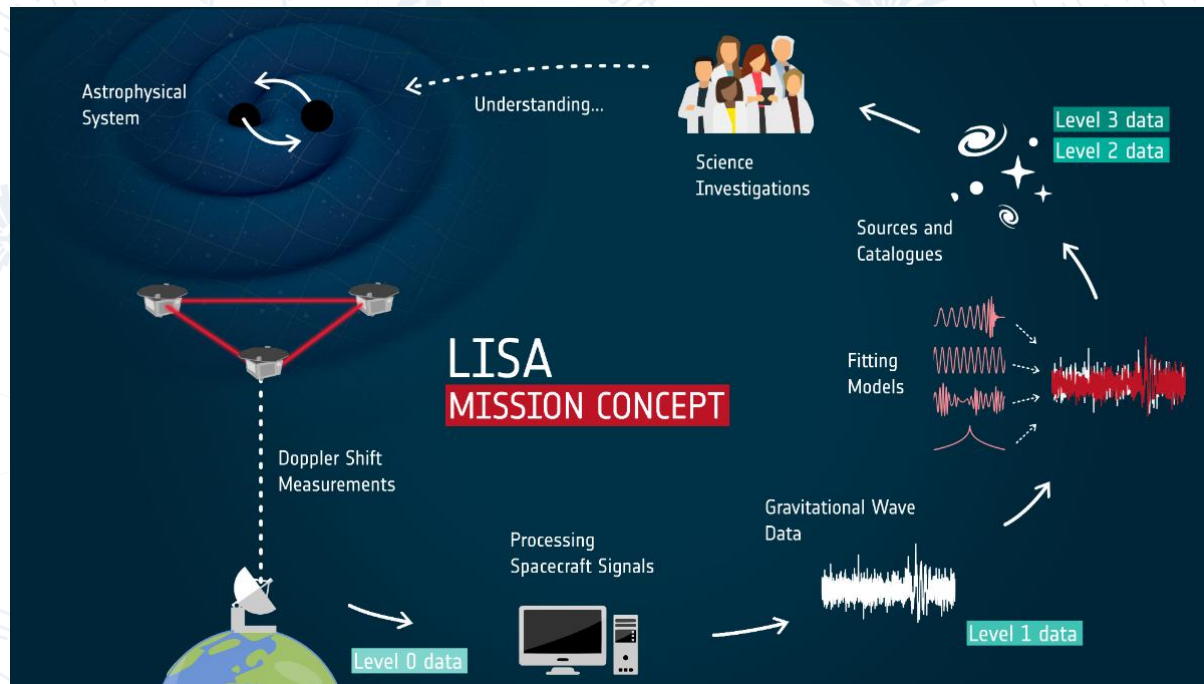 Astrophysical
System
Understanding...
Science
Investigations
Level 3 data
Level 2 data
Sources and
Catalogues
LISA
MISSION CONCEPT
Fitting
Models
Doppler Shift
Measurements
Gravitational Wave
Data
Processing
Spacecraft Signals
Level 0 data
Level 1 data